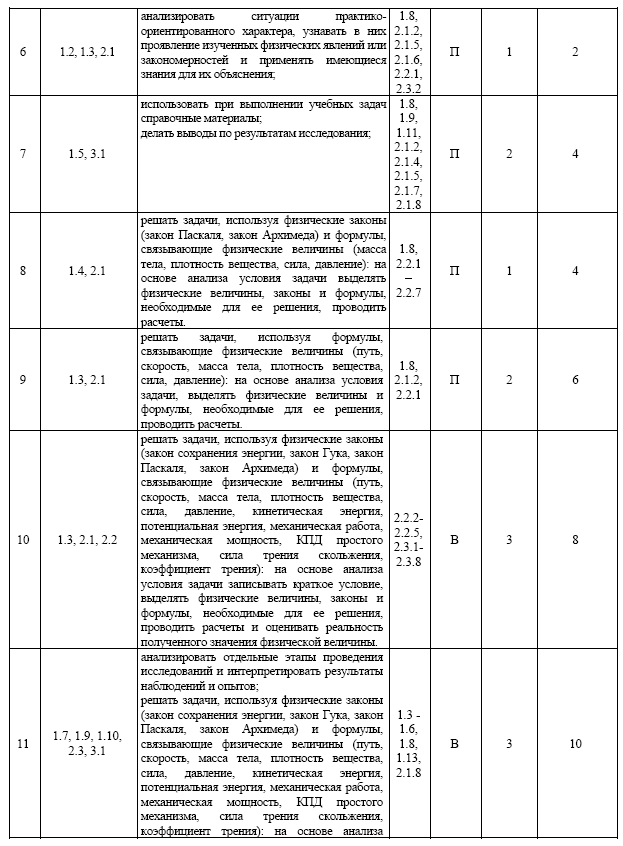 6
1.2, 1.3, 2.1
анализировать ситуации практико-
ориентированного характера, узнавать в них
проявление изученных физических явлений или
закономерностей и применять имеющиеся
знания для их объяснения;
1.8,
2.1.2,
2.1.5,
2.1.6,
2.2.1,
2.3.2
П
1
2
7
1.5, 3.1
использовать при выполнении учебных задач
справочные материалы;
делать выводы по результатам исследования;
1.8,
1.9,
1.11,
2.1.2,
2.1.4,
2.1.5,
2.1.7,
2.1.8
П
2
4
8
1.4, 2.1
решать задачи, используя физические законы
(закон Паскаля, закон Архимеда) и формулы,
связывающие физические величины (масса
тела, плотность вещества, сила, давление): на
основе анализа условия задачи выделять
физические величины, законы и формулы,
необходимые для ее решения, проводить
расчеты.
1.8,
2.2.1
–
2.2.7
П
1
4
9
1.3, 2.1
решать задачи, используя формулы,
связывающие физические величины (путь,
скорость, масса тела, плотность вещества,
сила, давление): на основе анализа условия
задачи, выделять физические величины и
формулы, необходимые для ее решения,
проводить расчеты.
1.8,
2.1.2,
2.2.1
П
2
6
10
1.3, 2.1, 2.2
решать задачи, используя физические законы
(закон сохранения энергии, закон Гука, закон
Паскаля, закон Архимеда) и формулы,
связывающие физические величины (путь,
скорость, масса тела, плотность вещества,
сила, давление, кинетическая энергия,
потенциальная энергия, механическая работа,
механическая мощность, КПД простого
механизма, сила трения скольжения,
коэффициент трения): на основе анализа
условия задачи записывать краткое условие,
выделять физические величины, законы и
формулы, необходимые для ее решения,
проводить расчеты и оценивать реальность
полученного значения физической величины.
2.2.2-
2.2.5,
2.3.1-
2.3.8
В
3
8
11
1.7, 1.9, 1.10,
2.3, 3.1
анализировать отдельные этапы проведения
исследований и интерпретировать результаты
наблюдений и опытов;
решать задачи, используя физические законы
(закон сохранения энергии, закон Гука, закон
Паскаля, закон Архимеда) и формулы,
связывающие физические величины (путь,
скорость, масса тела, плотность вещества,
сила, давление, кинетическая энергия,
потенциальная энергия, механическая работа,
механическая мощность, КПД простого
механизма, сила трения скольжения,
коэффициент трения): на основе анализа
1.3 -
1.6,
1.8,
1.13,
2.1.8
В
3
10